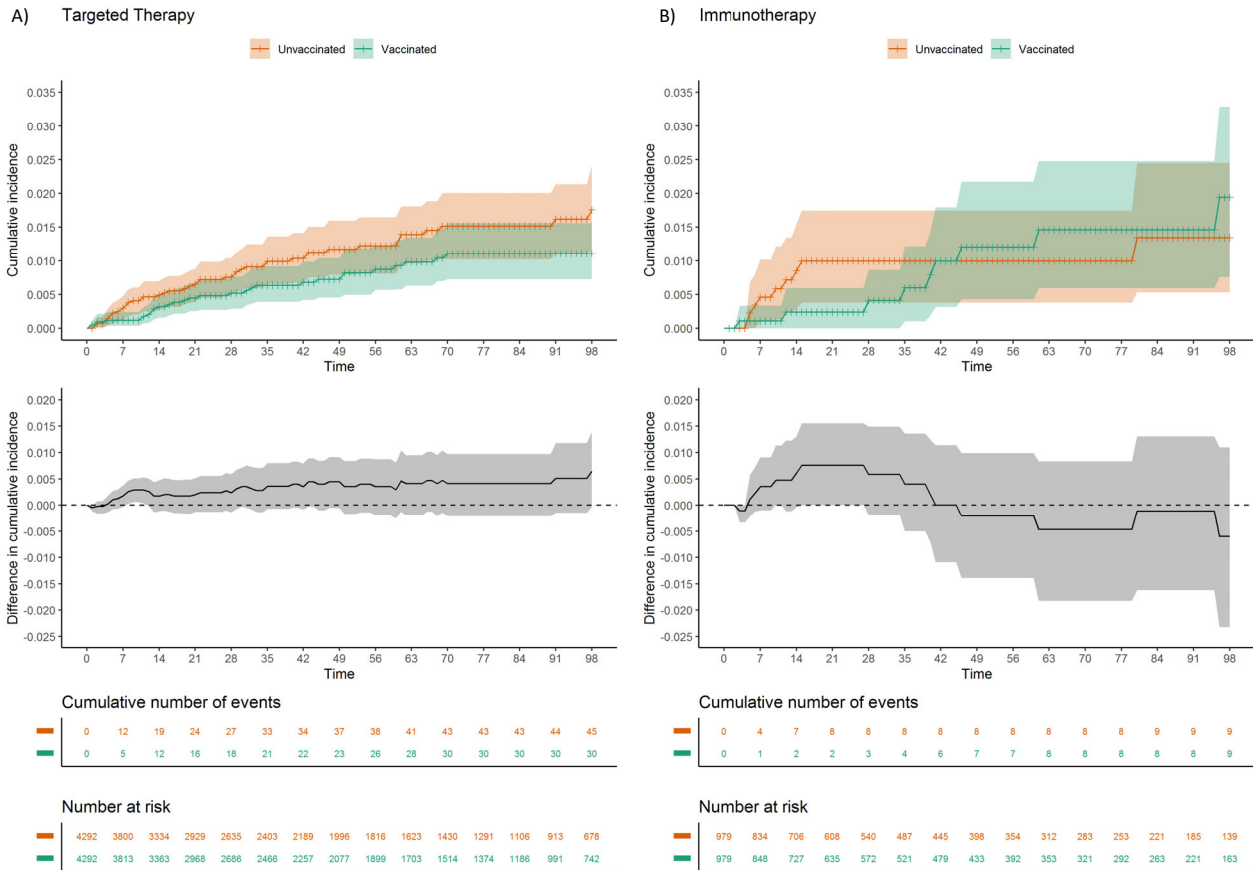 A) Targeted Therapy
Unvaccinated Vaccinated
Cumulative incidence
0.035
0.030
0.025
0.020
0.015
0.010
0.005
0.000
0 7 14 21 28 35 42 49 56 63 70 77 84 91 98
Time
Difference in cumulative incidence
0.020
0.015
0.010
0.005
0.000
-0.005
-0.010
-0.015
-0.020
-0.025
0 7 14 21 28 35 42 49 56 63 70 77 84 91 98
Time
Cumulative number of events
0 12 19 24 27 33 34 37 38 41 43 43 43 44 45
0 5 12 16 18 21 22 23 26 28 30 30 30 30 30
Number at risk
4292 3800 3334 2929 2635 2403 2189 1996 1816 1623 1430 1291 1106 913 678
4292 3813 3363 2968 2686 2466 2257 2077 1899 1703 1514 1374 1186 991 742
B) Immunotherapy
Unvaccinated Vaccinated
Cumulative incidence
0.035
0.030
0.025
0.020
0.015
0.010
0.005
0.000
0 7 14 21 28 35 42 49 56 63 70 77 84 91 98
Time
Difference in cumulative incidence
0.020
0.015
0.010
0.005
0.000
-0.005
-0.010
-0.015
-0.020
-0.025
0 7 14 21 28 35 42 49 56 63 70 77 84 91 98
Time
Cumulative number of events
0 4 7 8 8 8 8 8 8 8 8 8 9 9 9
0 1 2 2 3 4 6 7 7 8 8 8 8 8 9
Number at risk
979 834 706 608 540 487 445 398 354 312 283 253 221 185 139
979 848 727 635 572 521 479 433 392 353 321 292 263 221 163